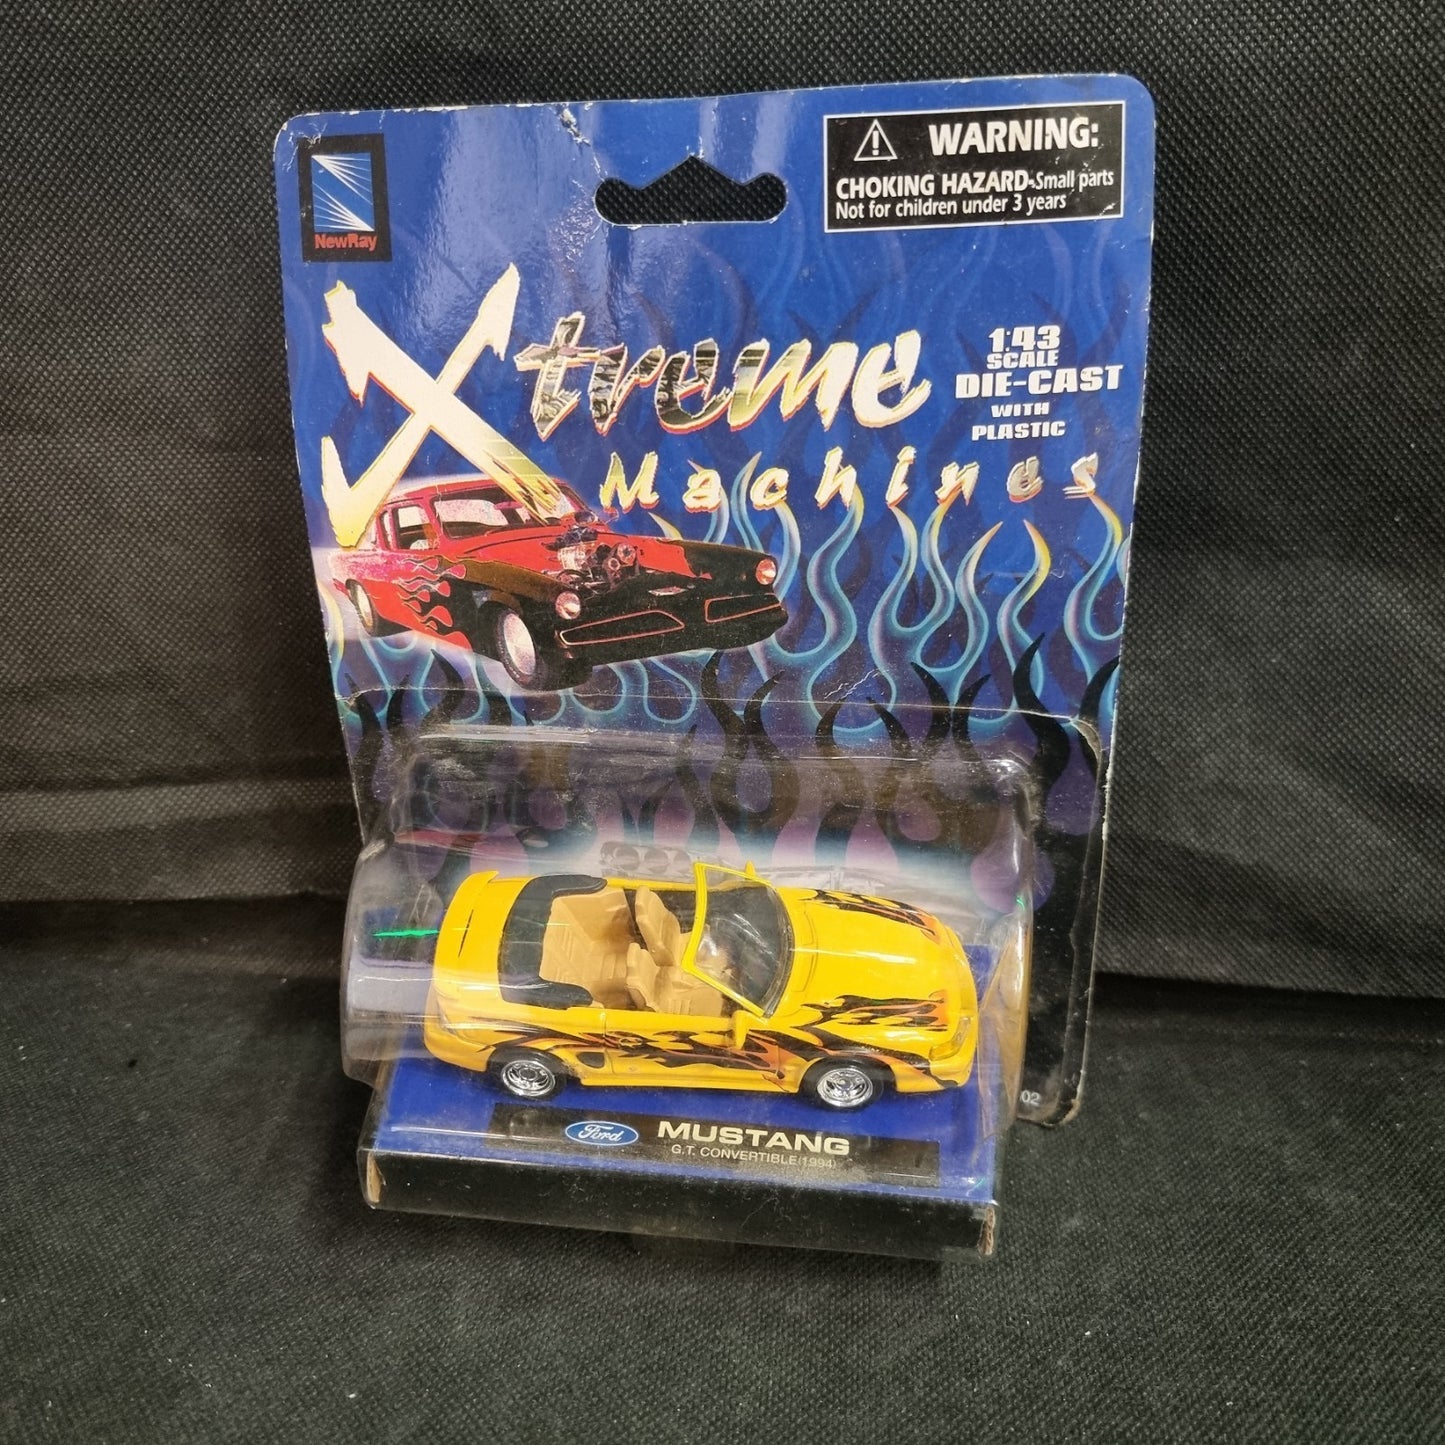 NewRay
WARNING:
CHOKING HAZARD-Small parts
Not for children under 3 years
Xtreme
Machines
1:43
SCALE
DIE-CAST
WITH
PLASTIC
Ford
MUSTANG
G.T. CONVERTIBLE(1994)
02